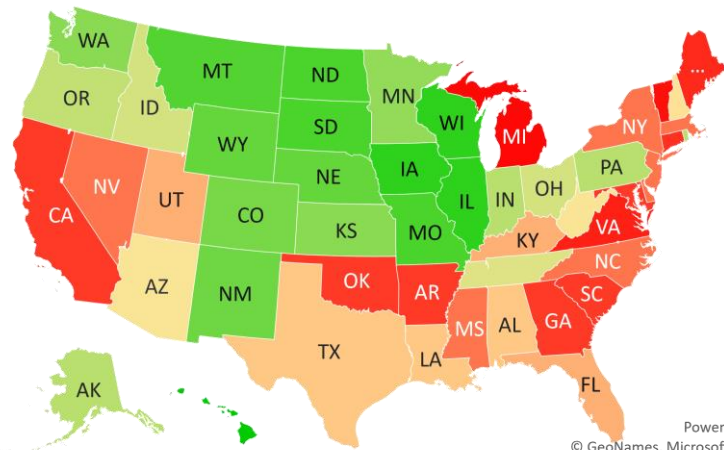 WA
MT
ND
MN
...
OR
ID
SD
WI
MI
NY
WY
IA
PA
NE
IL
IN
OH
NV
UT
CO
KS
MO
KY
VA
CA
NC
AZ
NM
OK
AR
SC
MS
AL
GA
TX
LA
FL
AK
Power
© GeoNames, Microsof